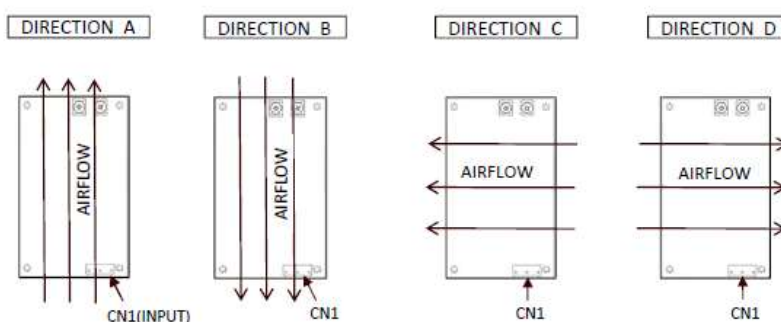 DIRECTION A
DIRECTION B
DIRECTION C
DIRECTION D
AIRFLOW
AIRFLOW
AIRFLOW
AIRFLOW
CN1(INPUT)
CN1
CN1
CN1